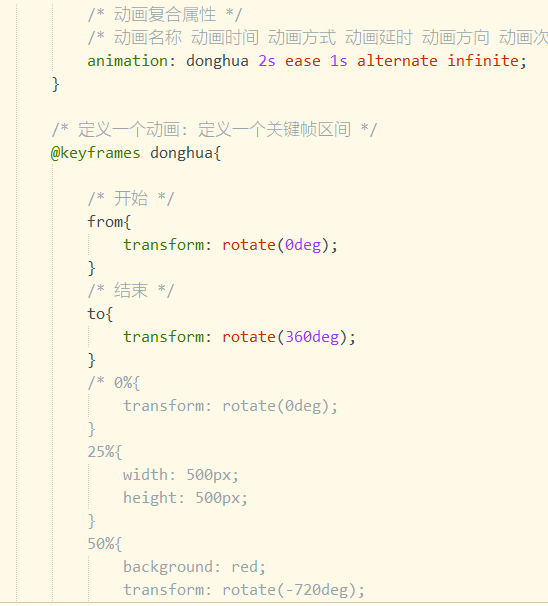 /* 动画复合属性 */
/* 动画名称 动画时间 动画方式 动画延时 动画方向 动画次
animation: donghua 2s ease 1s alternate infinite;
}
/* 定义一个动画: 定义一个关键帧区间 */
@keyframes donghua{
/* 开始 */
from{
transform: rotate(0deg);
}
/* 结束 */
to{
transform: rotate(360deg);
}
/* 0%{
transform: rotate(0deg);
}
25%{
width: 500px;
height: 500px;
}
50%{
background: red;
transform: rotate(-720deg);